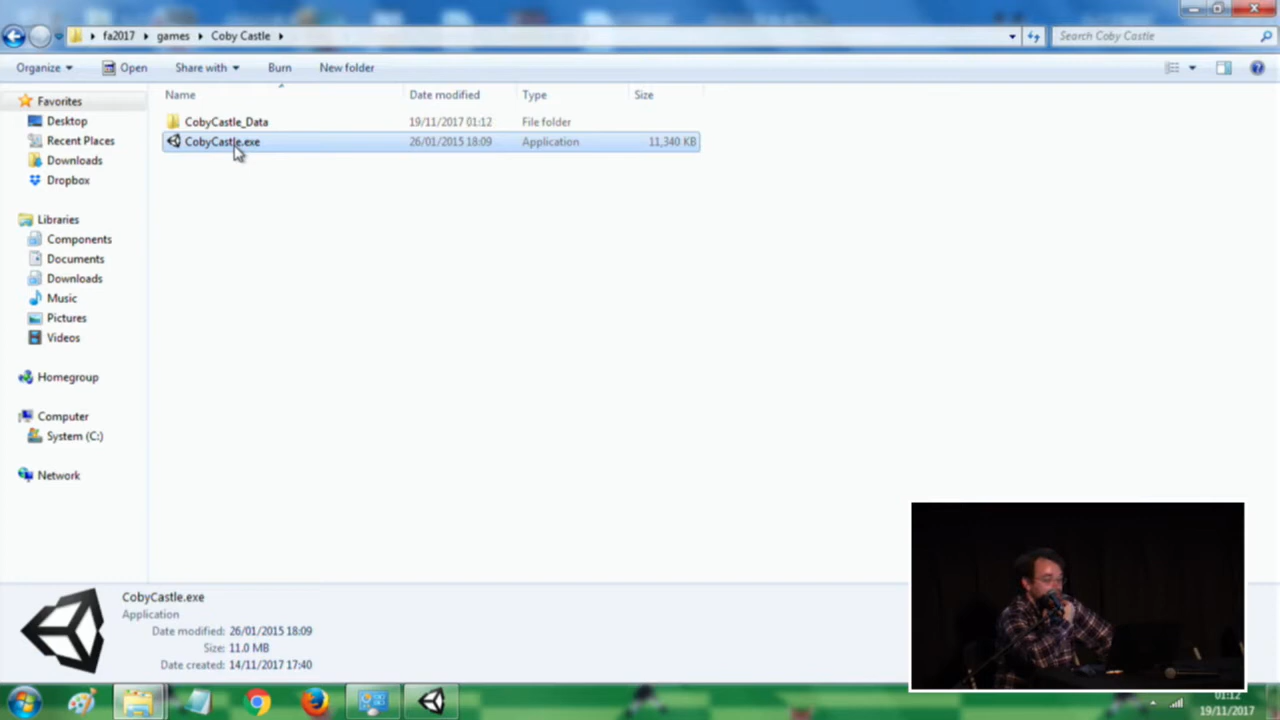 fa2017 games Coby Castle
Search Coby Castle
Organize Open Share with Burn New folder
Name Date modified Type Size
Favorites
CobyCastle_Data 19/11/2017 01:12 File folder
Desktop
CobyCastle.exe 26/01/2015 18:09 Application 11,340 KB
Recent Places
Downloads
Dropbox
Libraries
Components
Documents
Downloads
Music
Pictures
Videos
Homegroup
Computer
System (C:)
Network
CobyCastle.exe
Application
Date modified: 26/01/2015 18:09
Size: 11.0 MB
Date created: 14/11/2017 17:40
01:12
19/11/2017